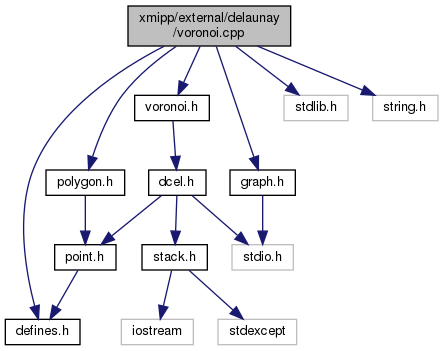 xmipp/external/delaunay
/voronoi.cpp
voronoi.h
stdlib.h
string.h
polygon.h
dcel.h
graph.h
point.h
stack.h
stdio.h
defines.h
iostream
stdexcept